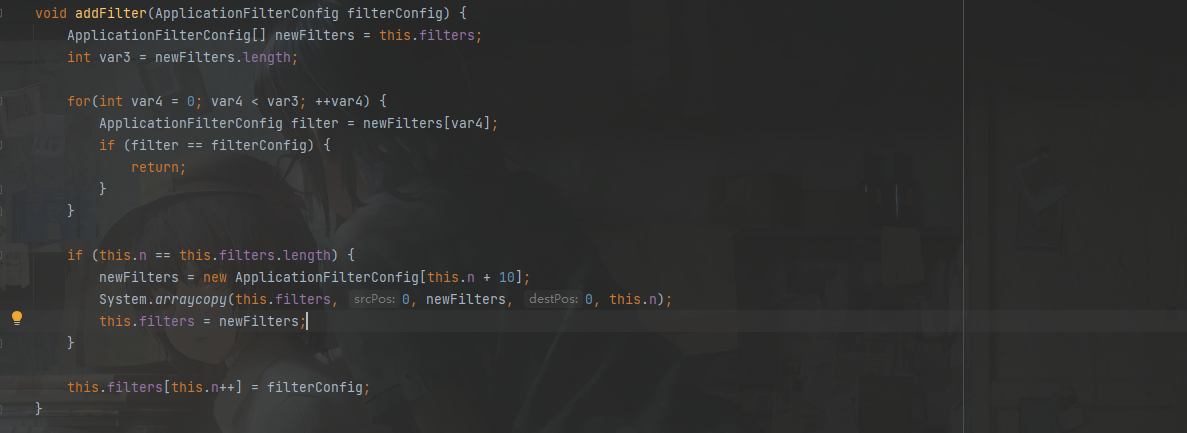 void addFilter(ApplicationFilterConfig filterConfig) {
    ApplicationFilterConfig[] newFilters = this.filters;
    int var3 = newFilters.length;

    for(int var4 = 0; var4 < var3; ++var4) {
        ApplicationFilterConfig filter = newFilters[var4];
        if (filter == filterConfig) {
            return;
        }
    }

    if (this.n == this.filters.length) {
        newFilters = new ApplicationFilterConfig[this.n + 10];
        System.arraycopy(this.filters, srcPos: 0, newFilters, destPos: 0, this.n);
        this.filters = newFilters;
    }

    this.filters[this.n++] = filterConfig;
}